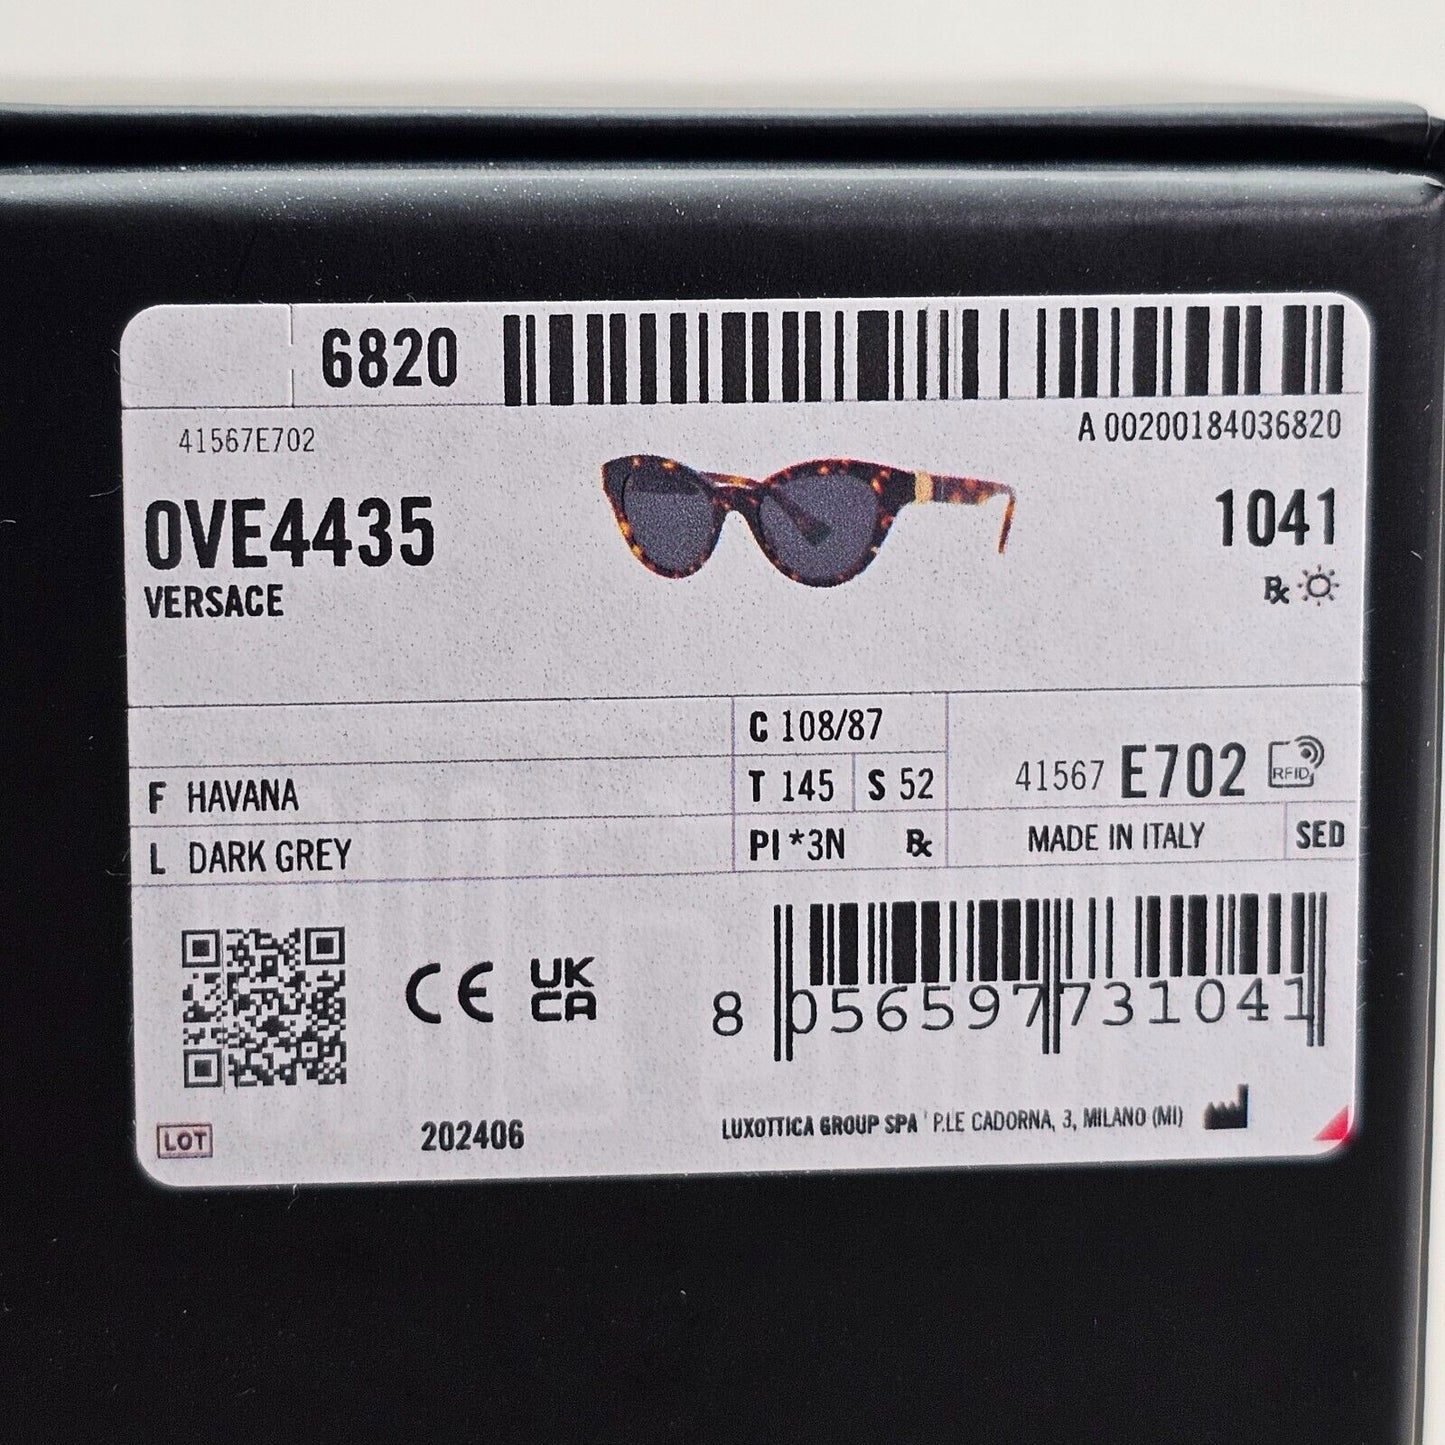 6820
A 00200184036820
41567E702
0VE4435
VERSACE
1041
Rx
C 108/87
F HAVANA
T 145 S 52
41567 E702 RFID
L DARK GREY
PI *3N Rx
MADE IN ITALY SED
CE UK CA
8 056597 731041
LOT
202406
LUXOTTICA GROUP SPA ' P.LE CADORNA, 3, MILANO (MI)